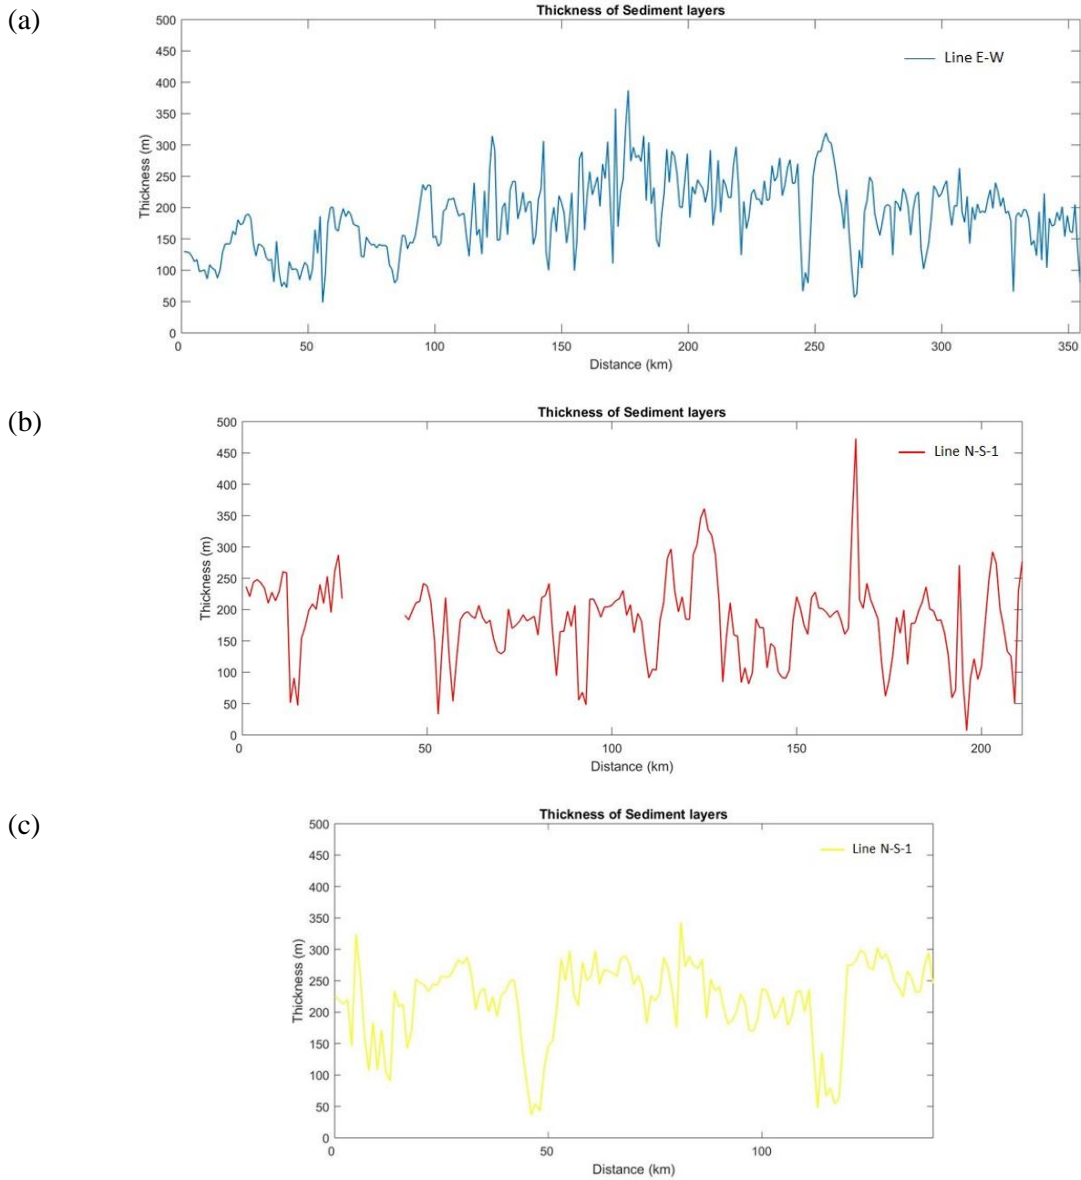 (a)
Thickness of Sediment layers
500
450
400
350
300
250
200
150
100
50
0
Thickness (m)
Line E-W
0 50 100 150 200 250 300 350
Distance (km)
(b)
Thickness of Sediment layers
500
450
400
350
300
250
200
150
100
50
0
Thickness (m)
Line N-S-1
0 50 100 150 200
Distance (km)
(c)
Thickness of Sediment layers
500
450
400
350
300
250
200
150
100
50
0
Thickness (m)
Line N-S-1
0 50 100
Distance (km)